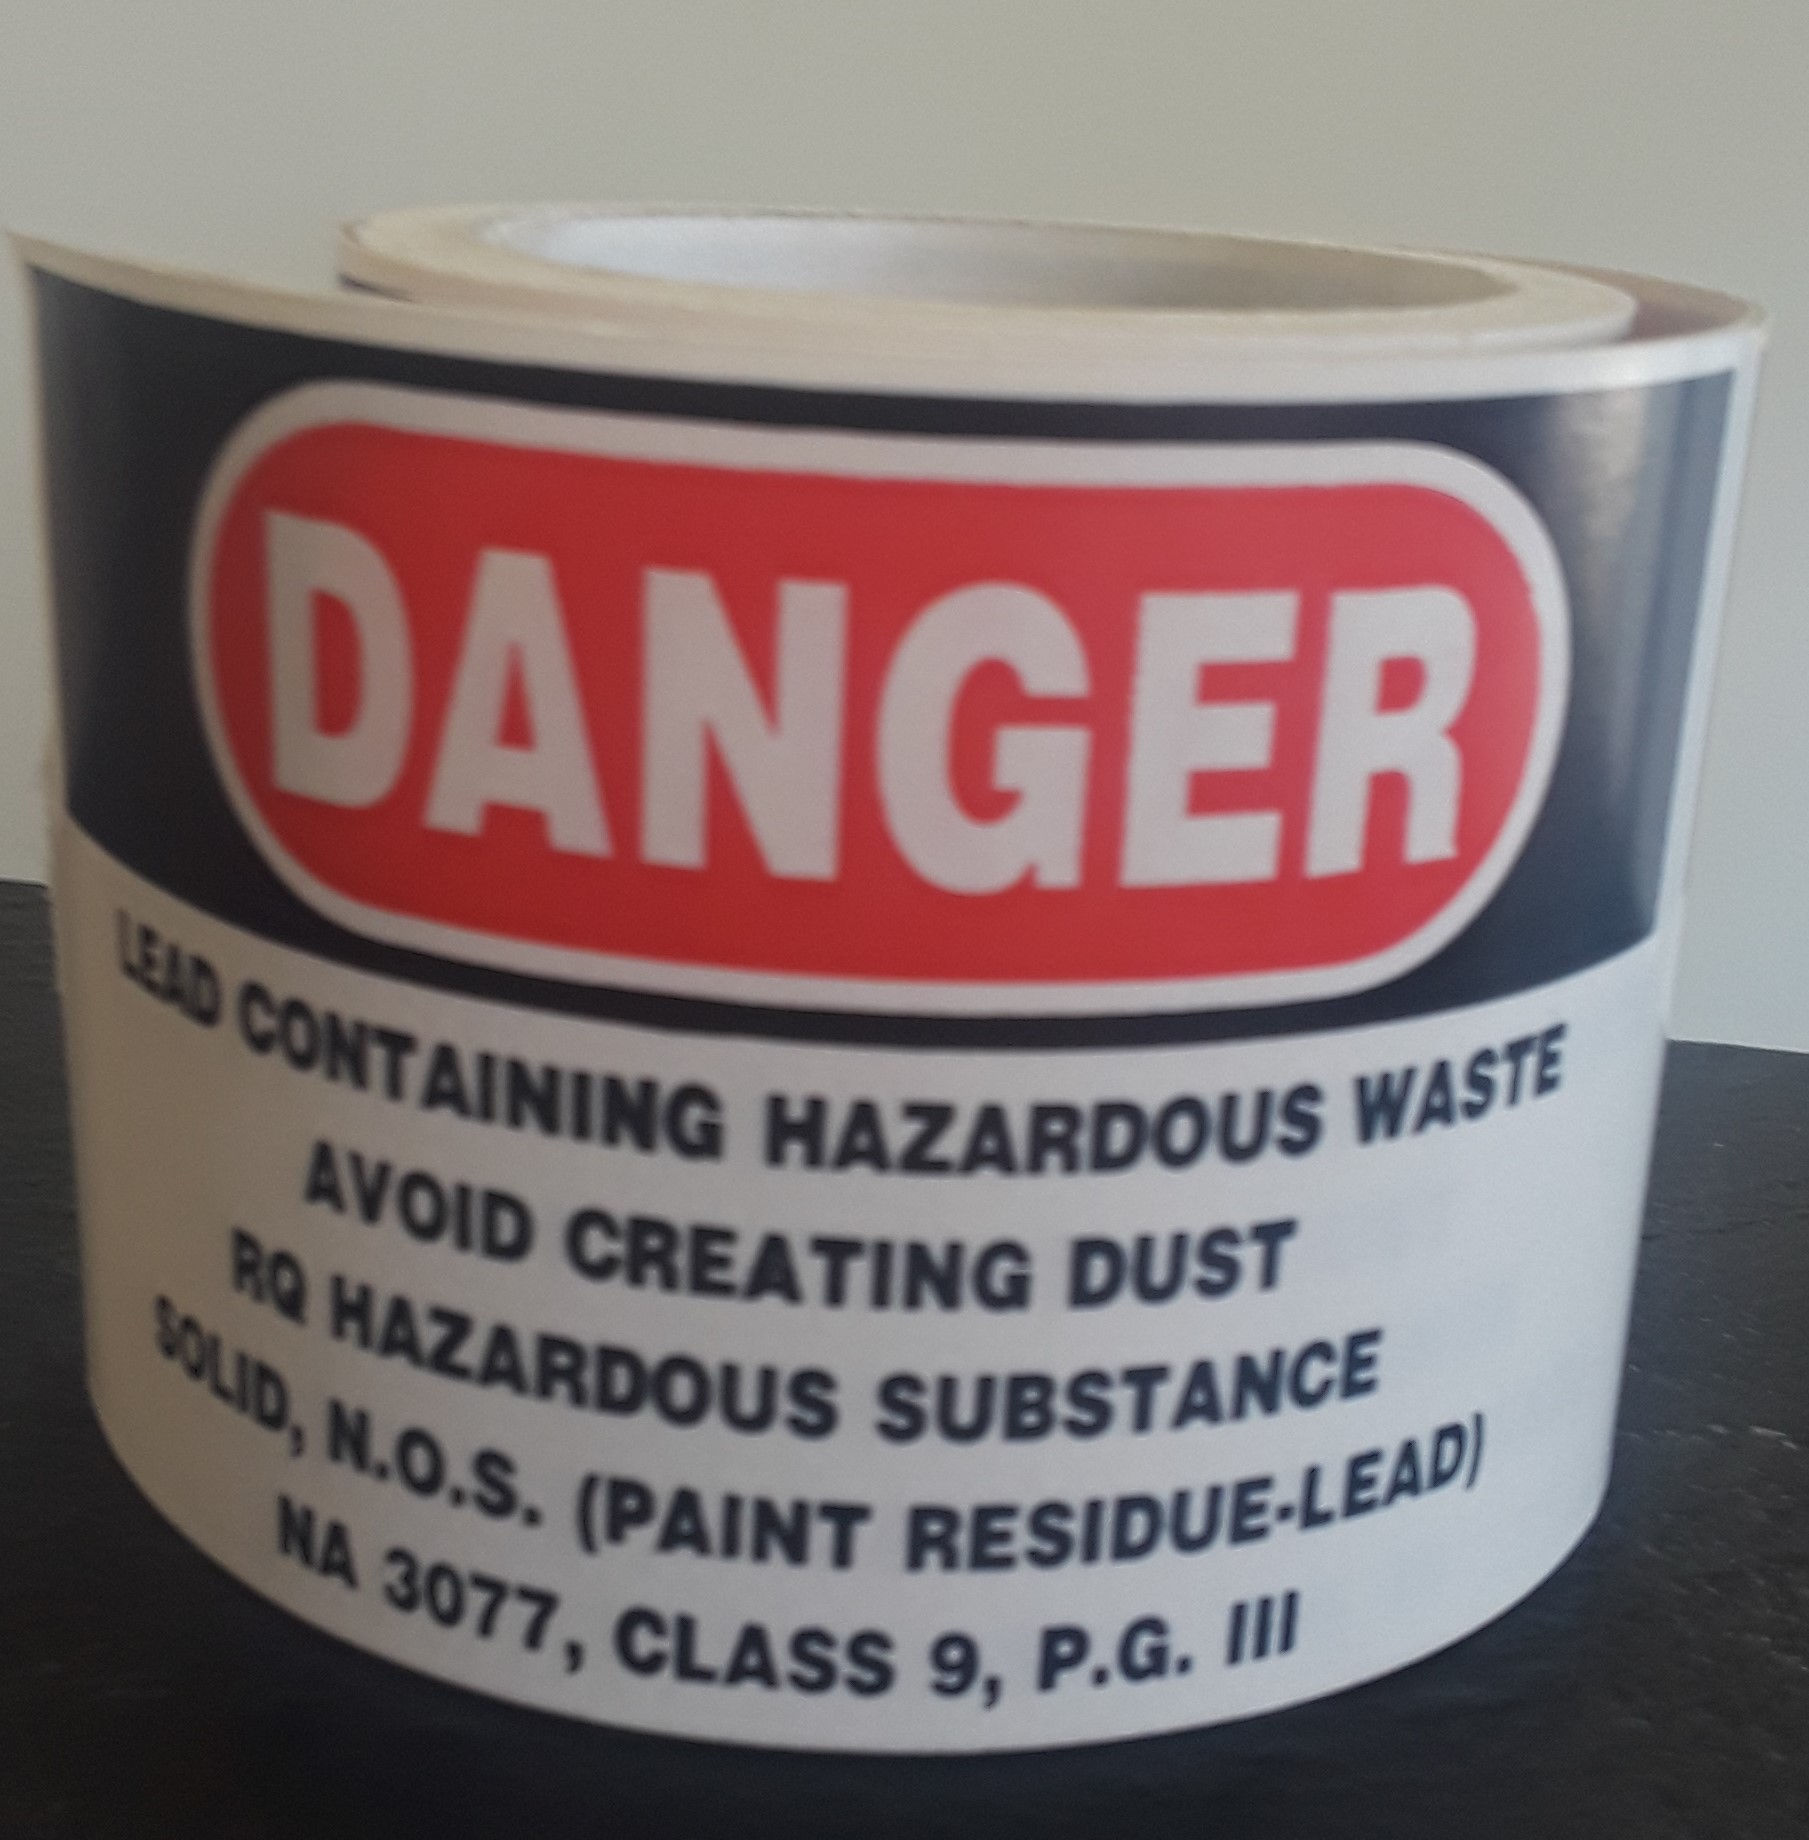 DANGER
LEAD CONTAINING HAZARDOUS WASTE
AVOID CREATING DUST
RQ HAZARDOUS SUBSTANCE
SOLID, N.O.S. (PAINT RESIDUE-LEAD)
NA 3077, CLASS 9, P.G. III